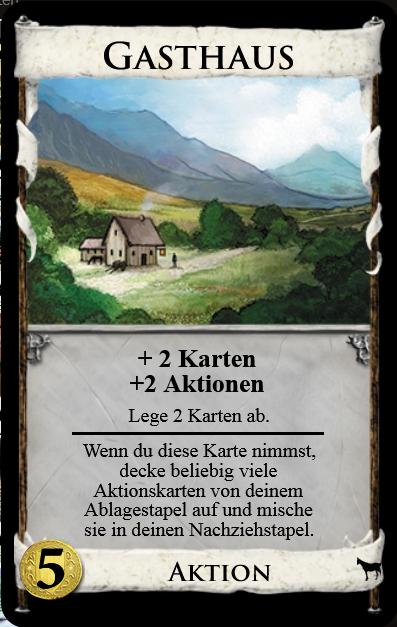 GASTHAUS
+ 2 Karten
+2 Aktionen
Lege 2 Karten ab.
Wenn du diese Karte nimmst,
decke beliebig viele
Aktionskarten von deinem
Ablagestapel auf und mische
sie in deinen Nachziehstapel.
5
AKTION